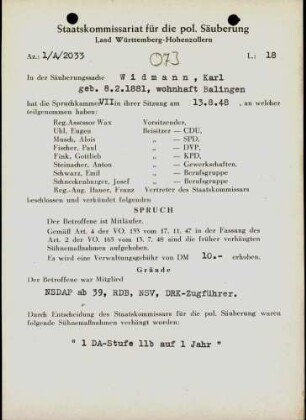 Staatskommissariat für die pol. Säuberung
Land Württemberg-Hohenzollern
Az.: 1/A/2033
073
L.: 18
In der Säuberungssache Widmann, Karl
geb. 8.2.1881, wohnhaft Balingen
hat die Spruchkammer VII in ihrer Sitzung am 13.8.48, an welcher
teilgenommen haben:
Reg.Assessor Wax Vorsitzender,
Uhl, Eugen Beisitzer — CDU,
Musch, Alois „ — SPD,
Fischer, Paul „ — DVP,
Fink, Gottlieb „ — KPD,
Steimacher, Anton „ — Gewerkschaften,
Schwarz, Emil „ — Berufsgruppe
Schneckenburger, Josef „ — Berufsgruppe
Reg.-Ang. Hauer, Franz Vertreter des Staatskommissars
beschlossen und verkündet folgenden
SPRUCH
Der Betroffene ist Mitläufer.
Gemäß Art. 4 der VO. 133 vom 17. 11. 47 in der Fassung des
Art. 2 der VO. 165 vom 13. 7. 48 sind die früher verhängten
Sühnemaßnahmen aufgehoben.
Es wird eine Verwaltungsgebühr von DM 10.- erhoben.
Gründe
Der Betroffene war Mitglied
NSDAP ab 39, RDB, NSV, DRK-Zugführer.
Durch Entscheidung des Staatskommissars für die pol. Säuberung waren
folgende Sühnemaßnahmen verhängt worden:
" 1 DA-Stufe 11b auf 1 Jahr "